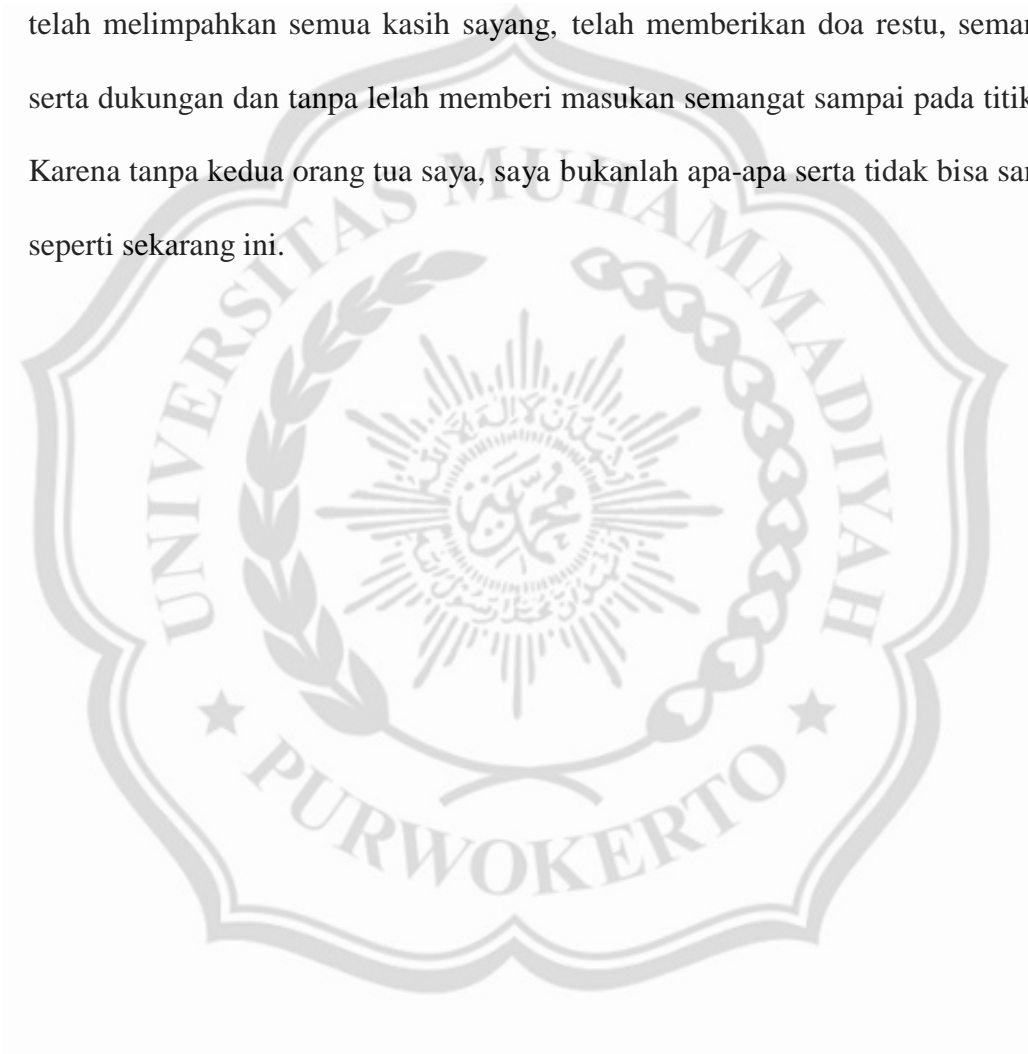 telah melimpahkan semua kasih sayang, telah memberikan doa restu,
serta dukungan dan tanpa lelah memberi masukan semangat sampai pada
Karena tanpa kedua orang tua saya, saya bukanlah apa-apa serta tidak bisa
seperti sekarang ini.
UNIVERSITAS MUHAMMADIYAH
PURWOKERTO